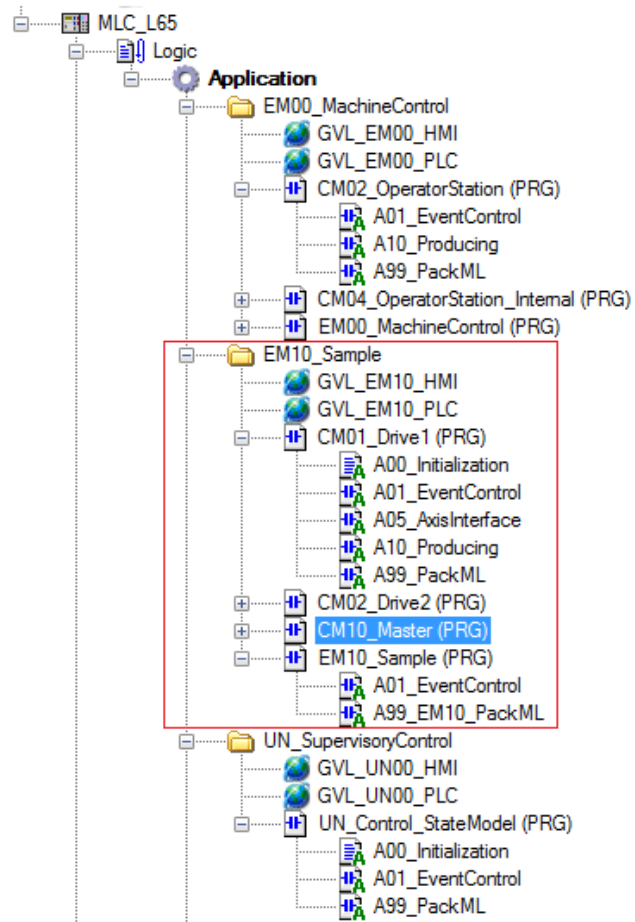 MLC_L65
Logic
Application
EM00_MachineControl
GVL_EM00_HMI
GVL_EM00_PLC
CM02_OperatorStation (PRG)
A01_EventControl
A10_Producing
A99_PackML
CM04_OperatorStation_Internal (PRG)
EM00_MachineControl (PRG)
EM10_Sample
GVL_EM10_HMI
GVL_EM10_PLC
CM01_Drive1 (PRG)
A00_Initialization
A01_EventControl
A05_AxisInterface
A10_Producing
A99_PackML
CM02_Drive2 (PRG)
CM10_Master (PRG)
EM10_Sample (PRG)
A01_EventControl
A99_EM10_PackML
UN_SupervisoryControl
GVL_UN00_HMI
GVL_UN00_PLC
UN_Control_StateModel (PRG)
A00_Initialization
A01_EventControl
A99_PackML